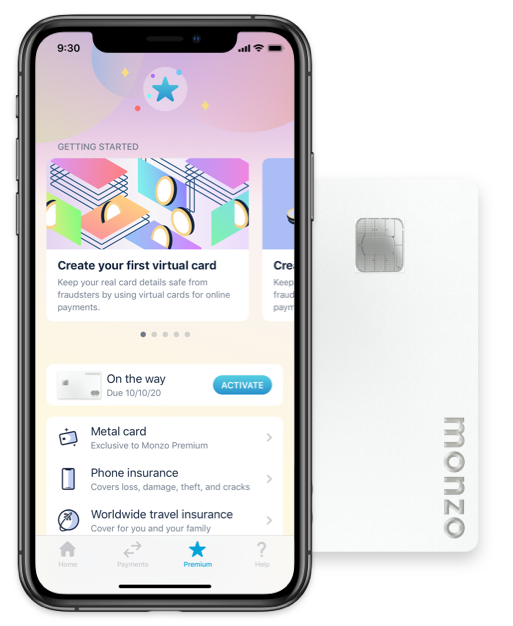 9:30
GETTING STARTED
Create your first virtual card
Keep your real card details safe from
fraudsters by using virtual cards for online
payments.
Crea
Keep
fraud
paym
On the way
Due 10/10/20
ACTIVATE
Metal card
Exclusive to Monzo Premium
Phone insurance
Covers loss, damage, theft, and cracks
Worldwide travel insurance
Cover for you and your family
Home
Payments
Premium
Help
monzo